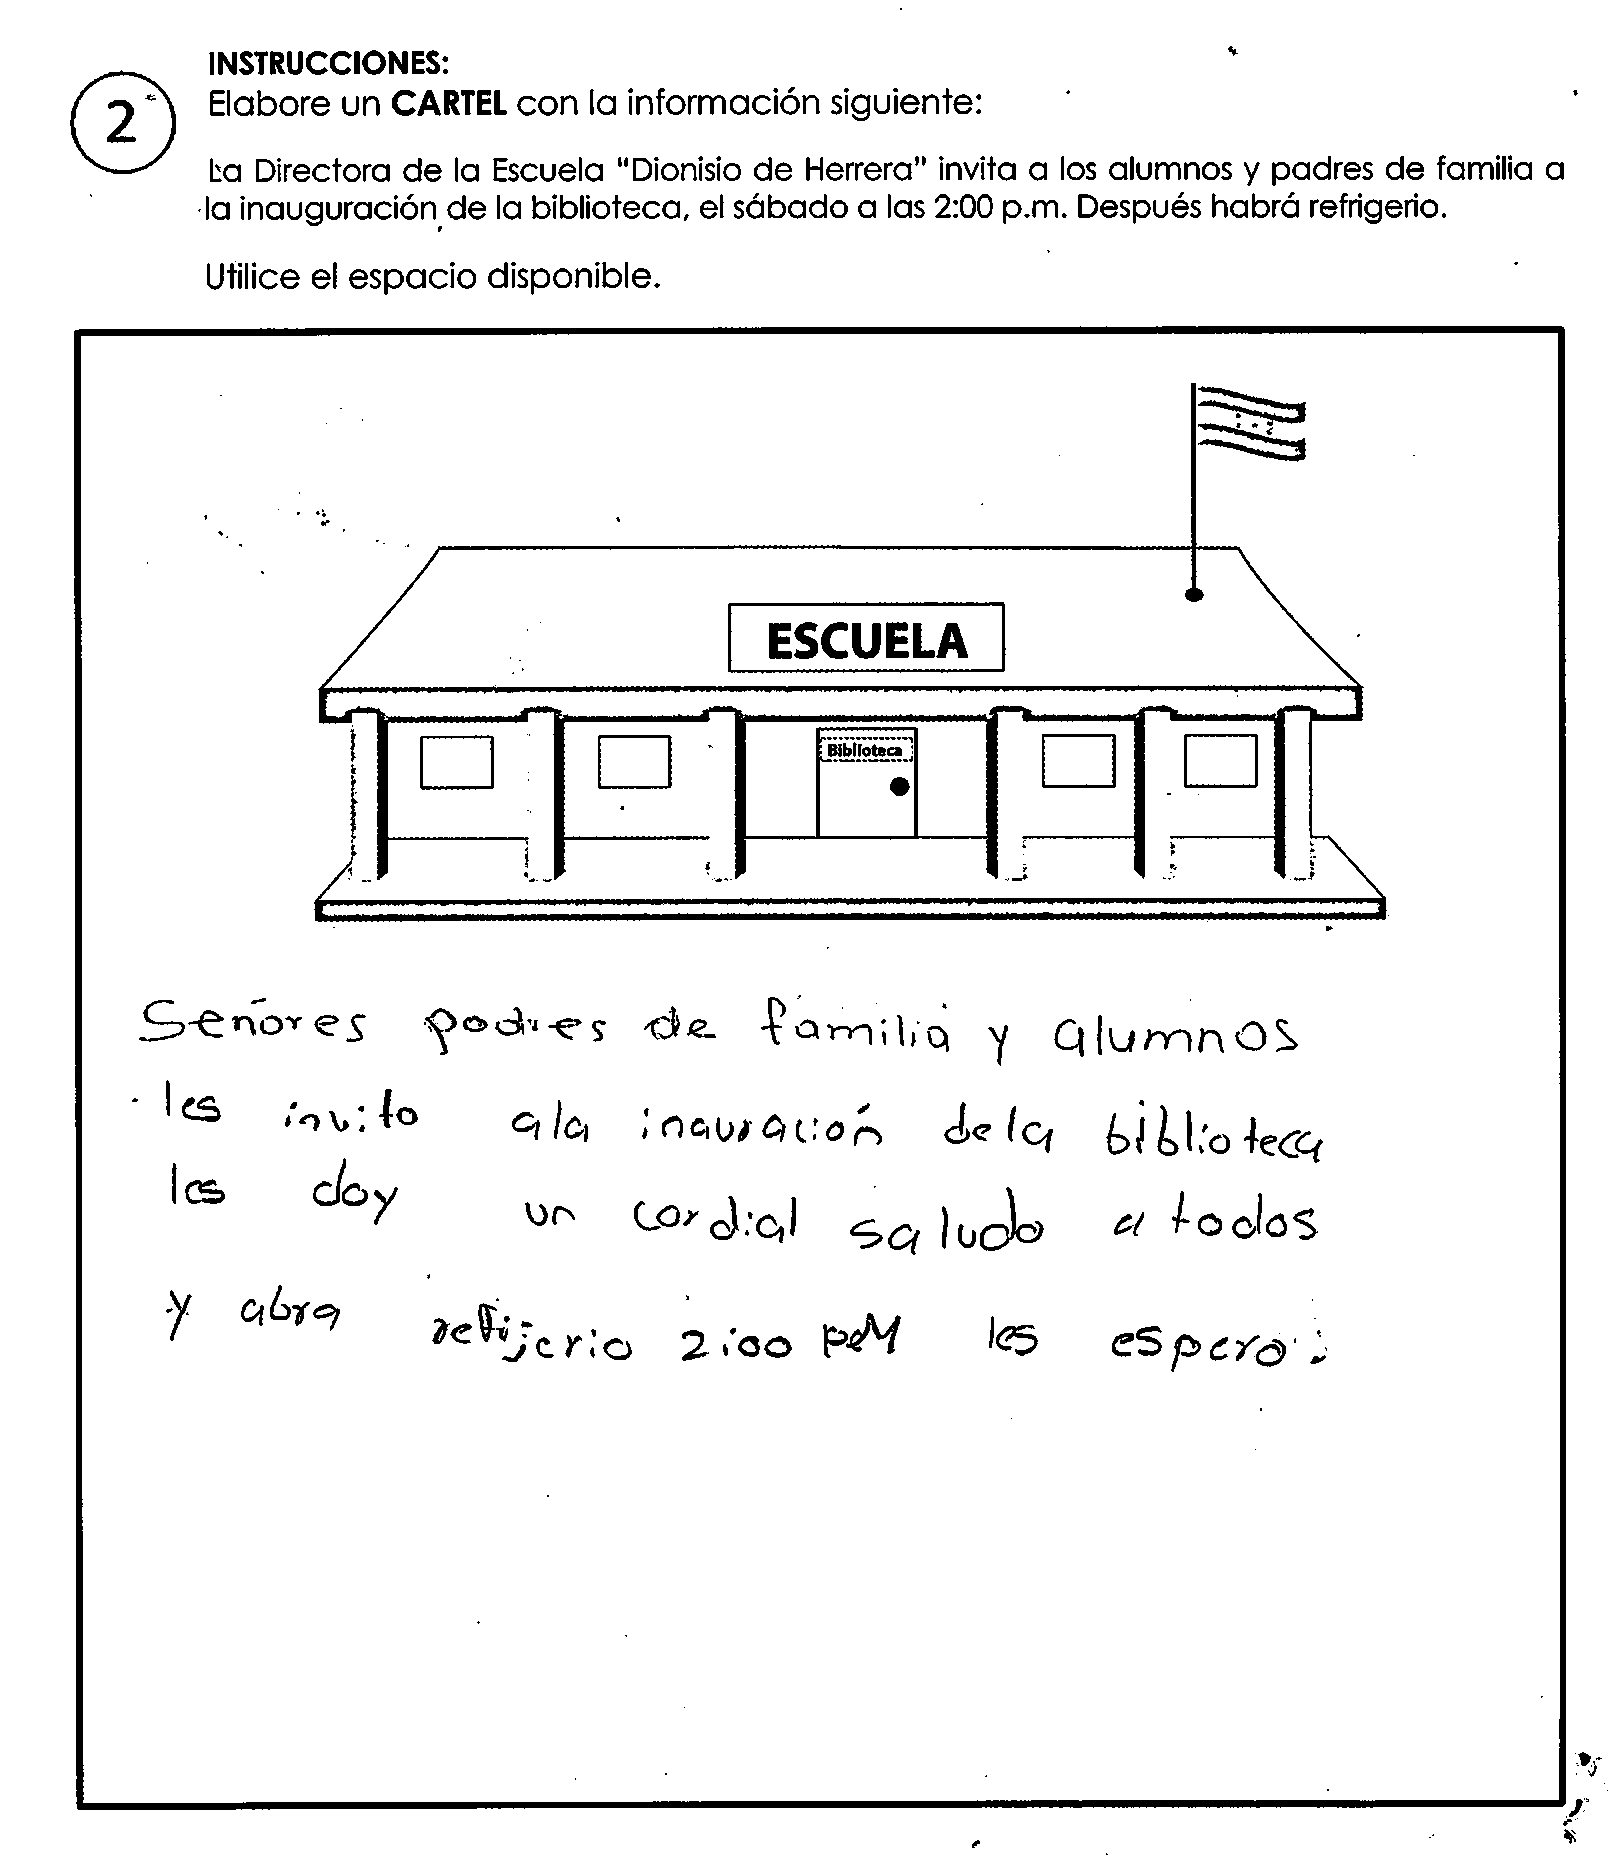 INSTRUCCIONES:
2
Elabore un CARTEL con la información siguiente:
La Directora de la Escuela "Dionisio de Herrera" invita a los alumnos y padres de familia a
la inauguración de la biblioteca, el sábado a las 2:00 p.m. Después habrá refrigerio.
Utilice el espacio disponible.
ESCUELA
Biblioteca
Señores padres de familia y alumnos
les invito ala inauración dela biblioteca
les doy un cordial saludo a todos
y abra refijerio 2:00 PM les espero.